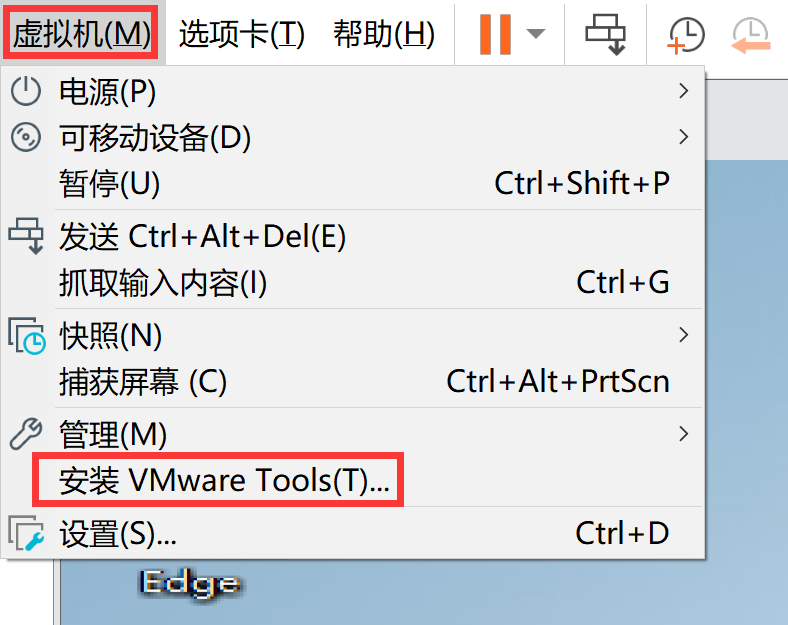 虚拟机(M) 选项卡(T) 帮助(H)
电源(P)
可移动设备(D)
暂停(U) Ctrl+Shift+P
发送 Ctrl+Alt+Del(E)
抓取输入内容(I) Ctrl+G
快照(N)
捕获屏幕 (C) Ctrl+Alt+PrtScn
管理(M)
安装 VMware Tools(T)...
设置(S)... Ctrl+D
Edge